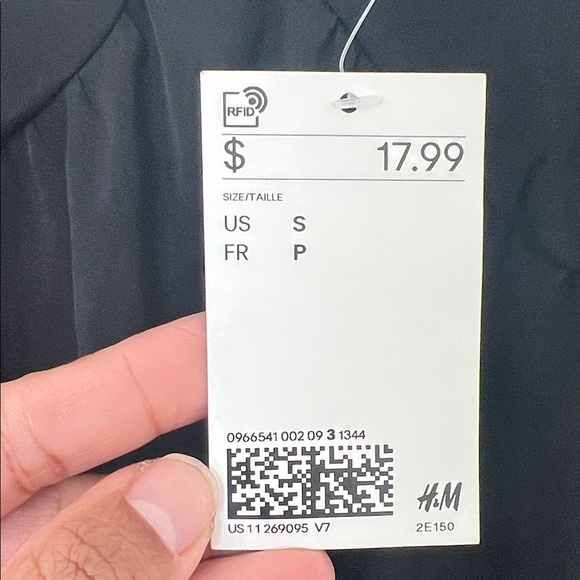 RFID
$ 17.99
SIZE/TAILLE
US S
FR P
0966541 002 09 3 1344
H&M
US 11 269095 V7 2E150